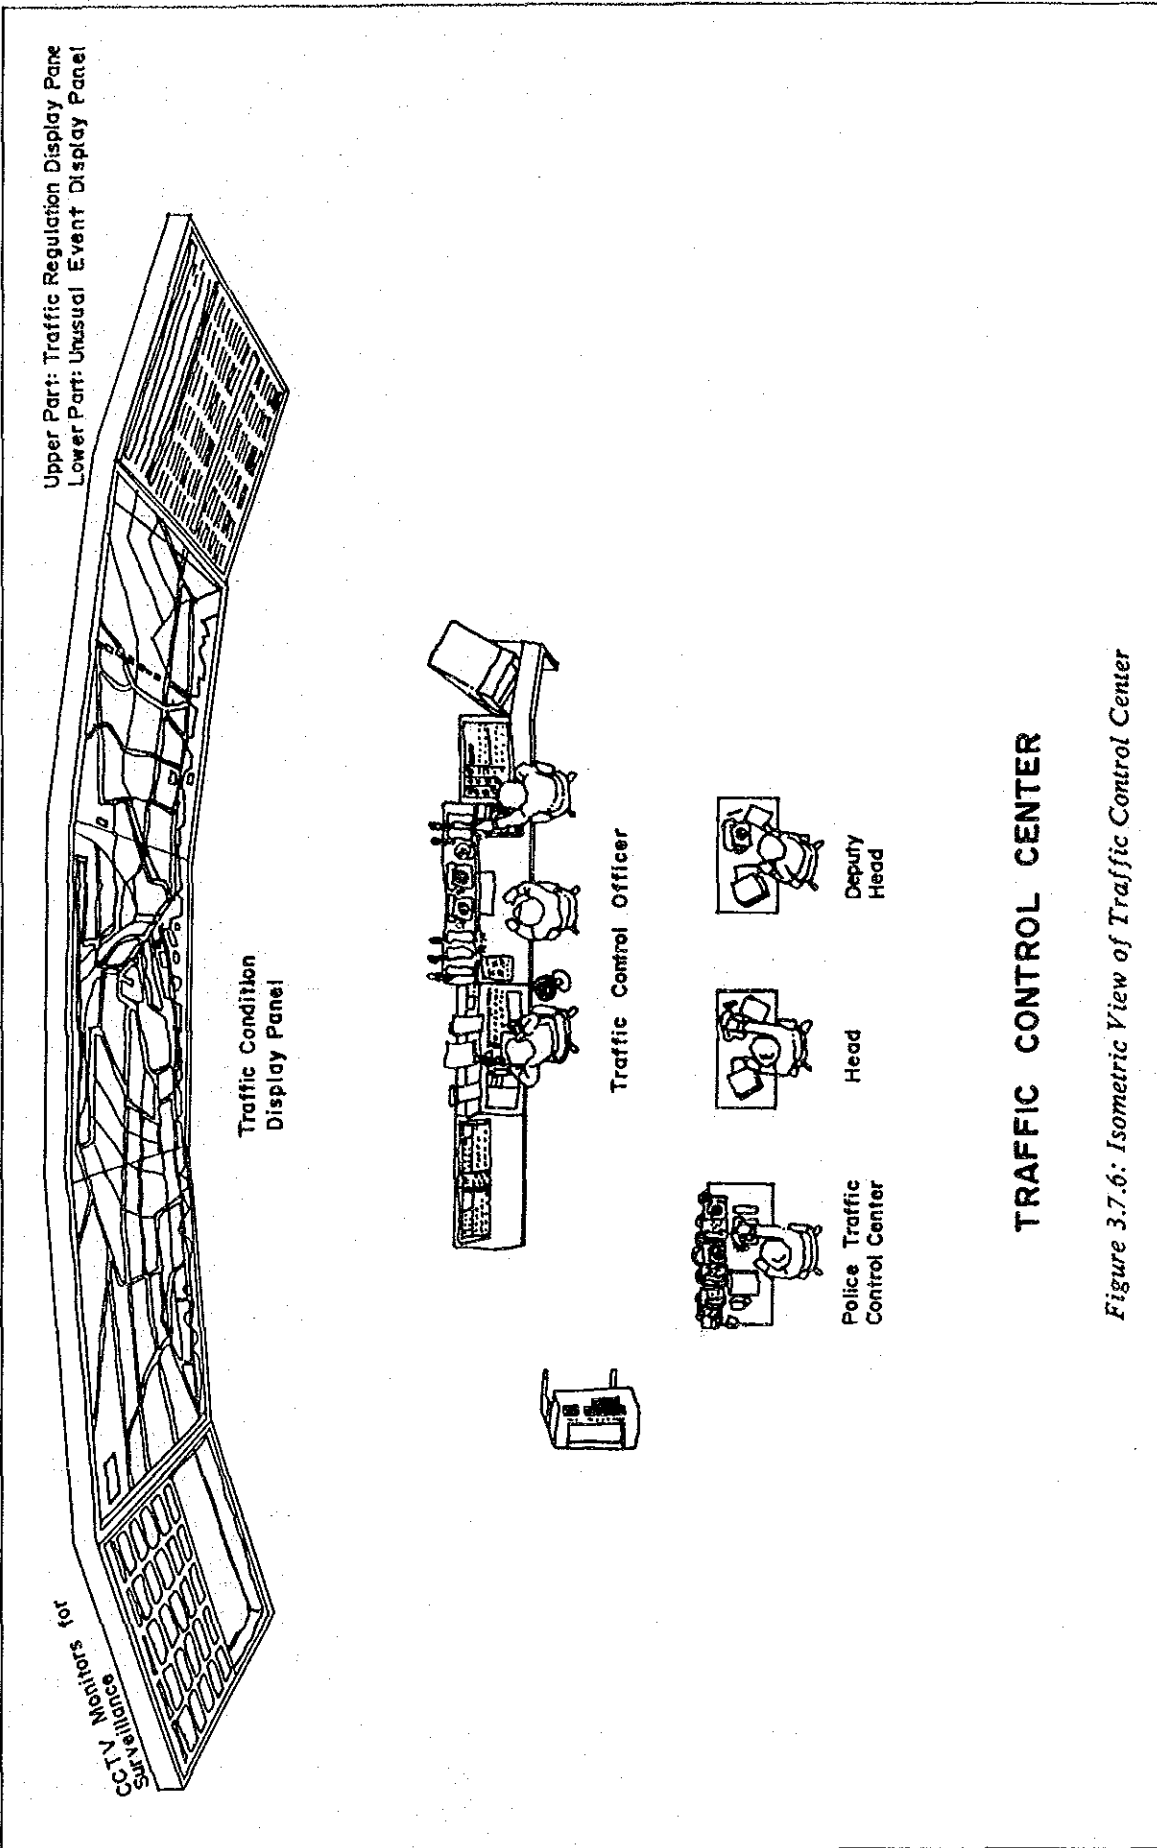 CCTV Monitors for
Surveillance
Upper Part: Traffic Regulation Display Pane
Lower Part: Unusual Event Display Panel
Traffic Condition
Display Panel
Traffic Control Officer
Police Traffic
Control Center
Head
Deputy
Head
TRAFFIC CONTROL CENTER
Figure 3.7.6: Isometric View of Traffic Control Center